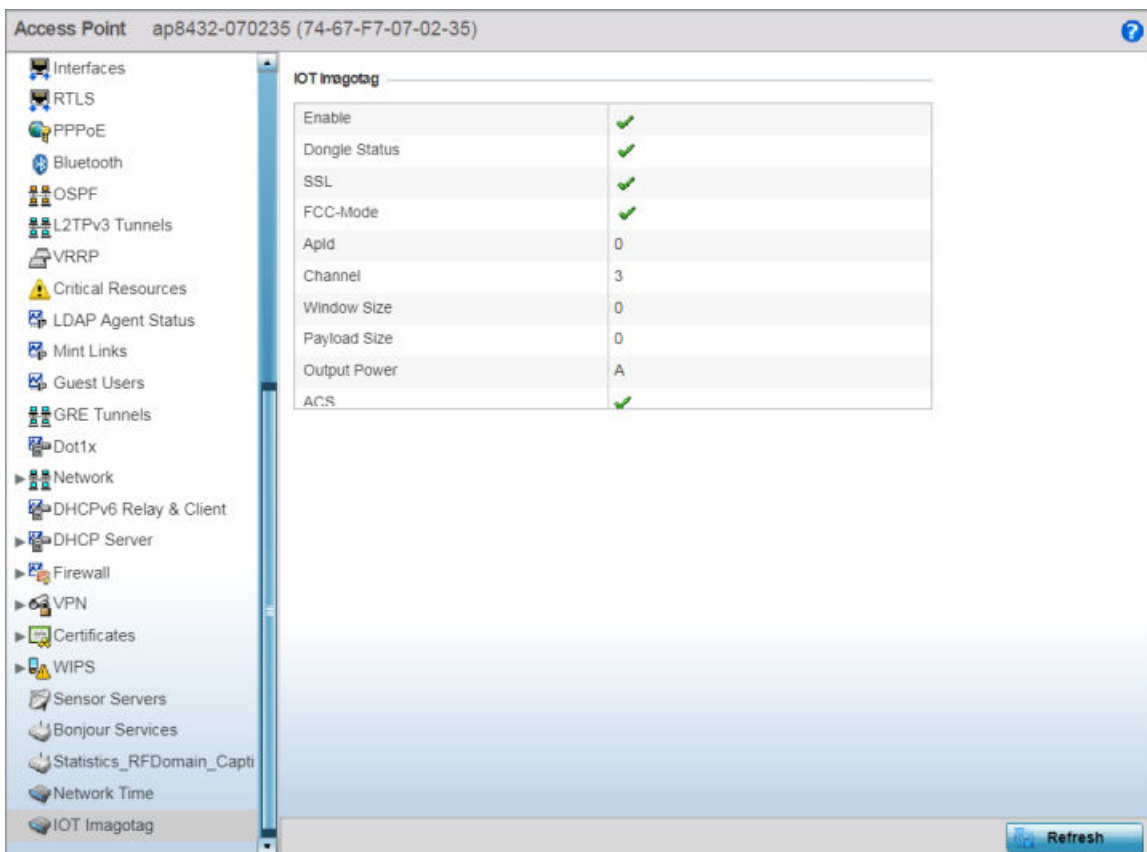 Access Point ap8432-070235 (74-67-F7-07-02-35)
Interfaces
RTLS
PPPoE
Bluetooth
OSPF
L2TPv3 Tunnels
VRRP
Critical Resources
LDAP Agent Status
Mint Links
Guest Users
GRE Tunnels
Dot1x
Network
DHCPv6 Relay & Client
DHCP Server
Firewall
VPN
Certificates
WIPS
Sensor Servers
Bonjour Services
Statistics_RFDomain_Capti
Network Time
IOT Imagotag
IOT Imagotag
Enable
Dongle Status
SSL
FCC-Mode
ApId 0
Channel 3
Window Size 0
Payload Size 0
Output Power A
ACS
Refresh